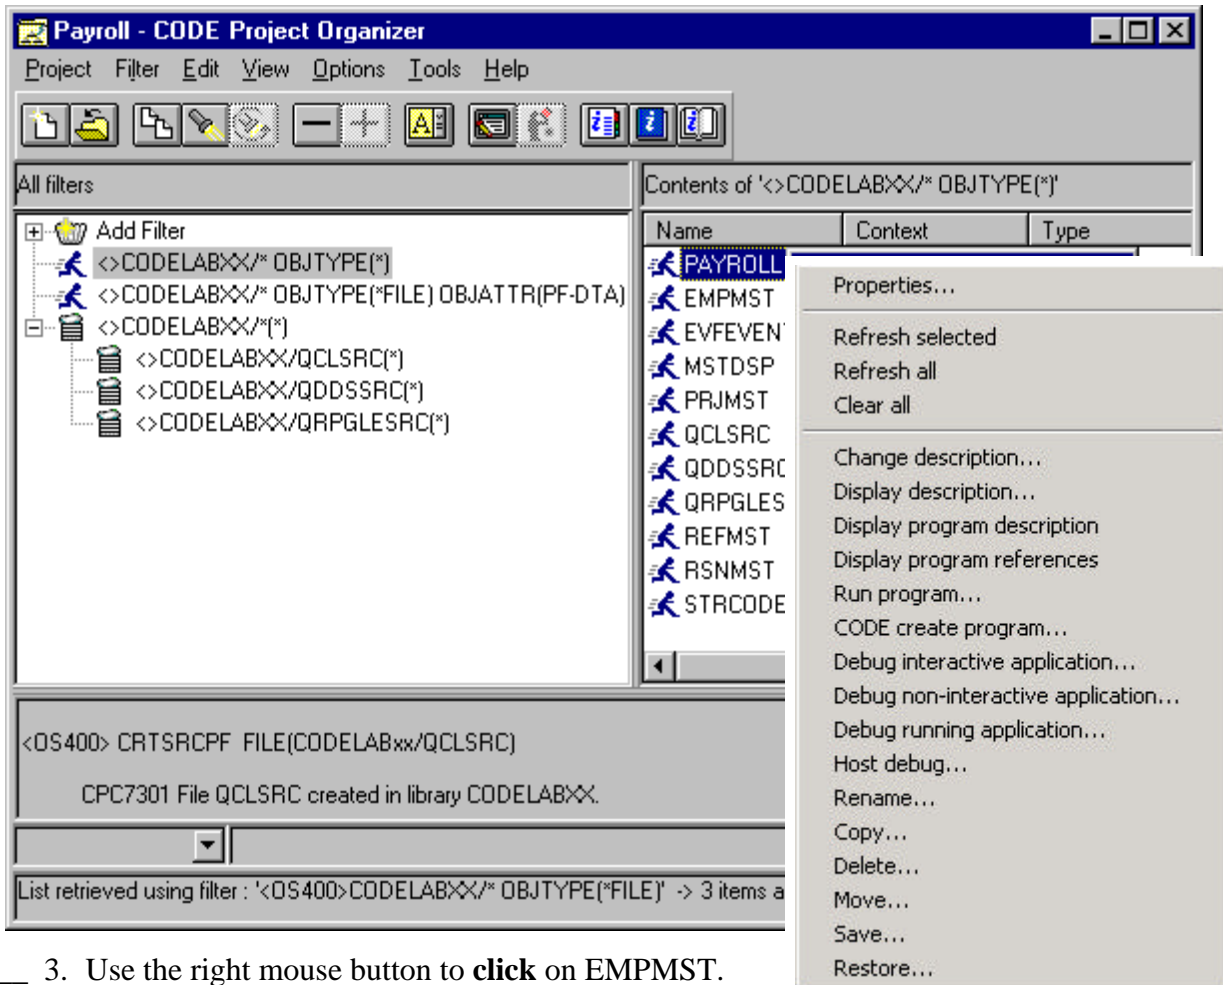 Payroll - CODE Project Organizer
Project Filter Edit View Options Tools Help
All filters
Contents of '<>CODELABXX/* OBJTYPE(*)'
Add Filter
<>CODELABXX/* OBJTYPE(*)
<>CODELABXX/* OBJTYPE(*FILE) OBJATTR(PF-DTA)
<>CODELABXX/*(*)
<>CODELABXX/QCLSRC(*)
<>CODELABXX/QDDSSRC(*)
<>CODELABXX/QRPGLESRC(*)
Name Context Type
PAYROLL
EMPMST
EVFEVEN
MSTDSP
PRJMST
QCLSRC
QDDSSRC
QRPGLES
REFMST
RSNMST
STRCODE
Properties...
Refresh selected
Refresh all
Clear all
Change description...
Display description...
Display program description
Display program references
Run program...
CODE create program...
Debug interactive application...
Debug non-interactive application...
Debug running application...
Host debug...
Rename...
Copy...
Delete...
Move...
Save...
Restore...
<OS400> CRTSRCPF FILE(CODELABxx/QCLSRC)
CPC7301 File QCLSRC created in library CODELABXX.
List retrieved using filter : '<OS400>CODELABXX/* OBJTYPE(*FILE)' -> 3 items a
__ 3. Use the right mouse button to click on EMPMST.